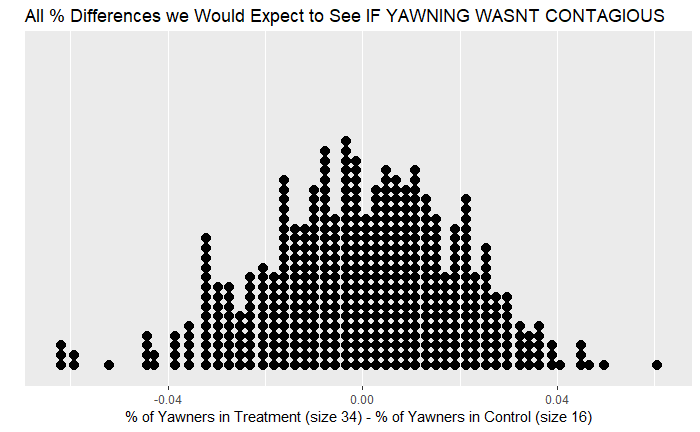 All % Differences we Would Expect to See IF YAWNING WASNT CONTAGIOUS
-0.04 0.00 0.04
% of Yawners in Treatment (size 34) - % of Yawners in Control (size 16)